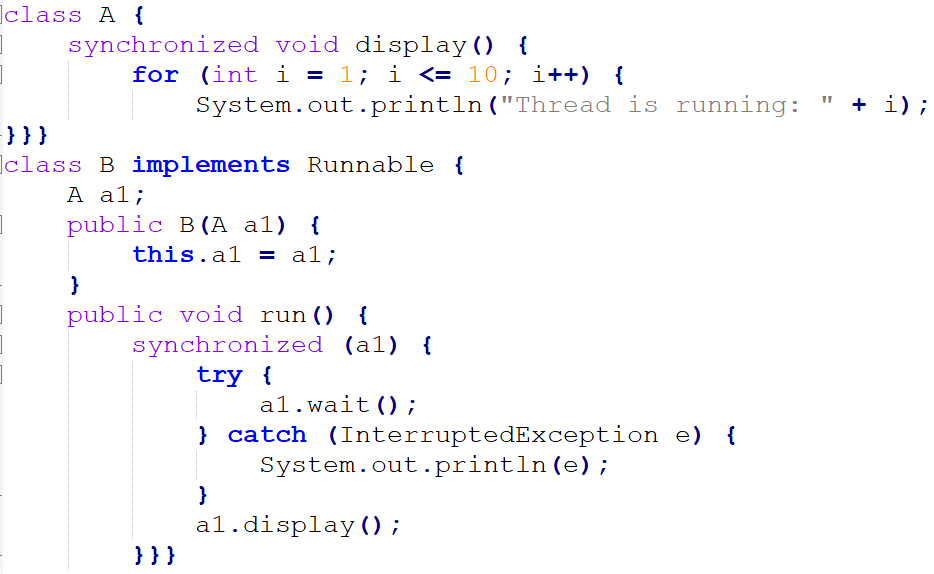 class A {
    synchronized void display() {
        for (int i = 1; i <= 10; i++) {
            System.out.println("Thread is running: " + i);
}}}
class B implements Runnable {
    A a1;
    public B(A a1) {
        this.a1 = a1;
    }
    public void run() {
        synchronized (a1) {
            try {
                a1.wait();
            } catch (InterruptedException e) {
                System.out.println(e);
            }
            a1.display();
        }}}